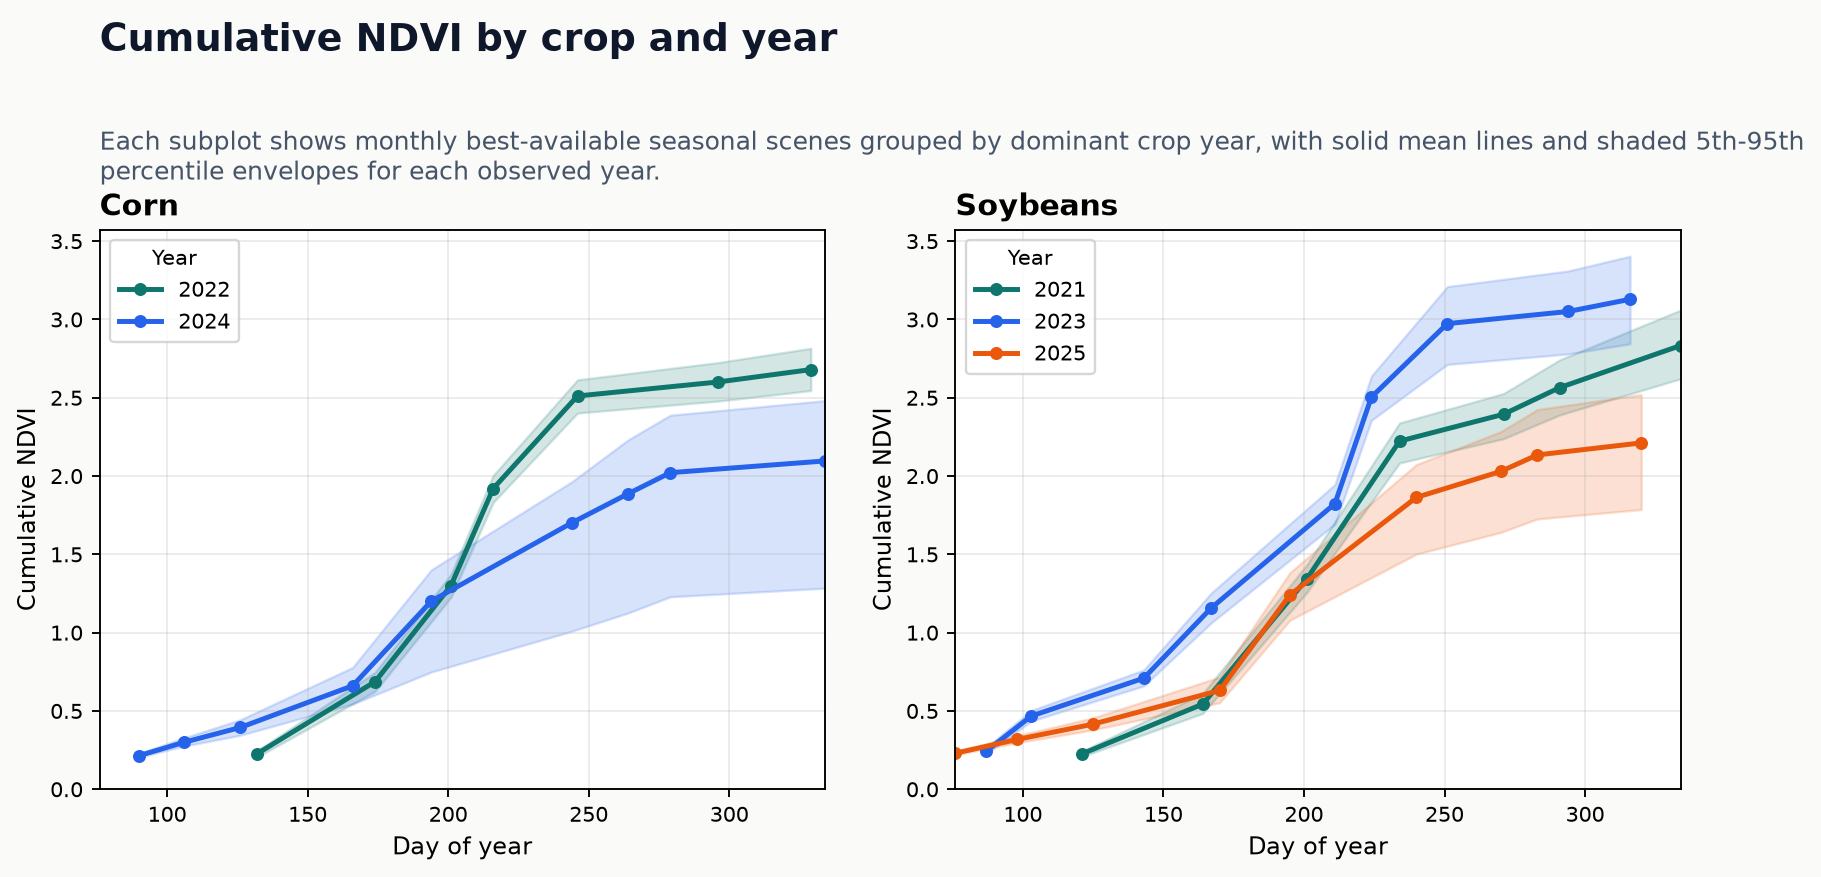 Cumulative NDVI by crop and year
Each subplot shows monthly best-available seasonal scenes grouped by dominant crop year, with solid mean lines and shaded 5th-95th
percentile envelopes for each observed year.
Corn
Cumulative NDVI
3.5
3.0
2.5
2.0
1.5
1.0
0.5
0.0
Year
2022
2024
100
150
200
250
300
Day of year
Soybeans
Cumulative NDVI
3.5
3.0
2.5
2.0
1.5
1.0
0.5
0.0
Year
2021
2023
2025
100
150
200
250
300
Day of year